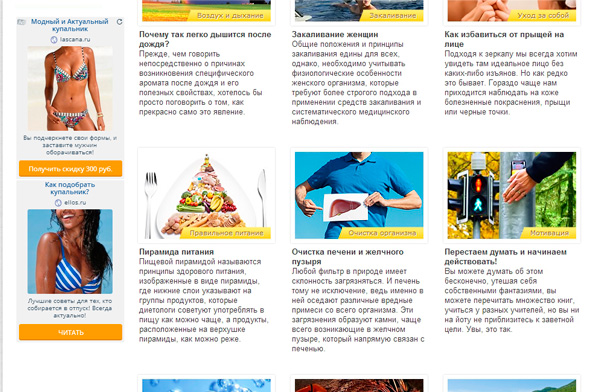 Модный и Актуальный
купальник
lascana.ru
Вы подчеркнете свои формы, и
заставите мужчин
оборачиваться!
Получить скидку 300 руб.
Как подобрать
купальник?
ellos.ru
Лучшие советы для тех, кто
собирается в отпуск! Всегда
актуально!
ЧИТАТЬ
Воздух и дыхание
Почему так легко дышится после
дождя?
Прежде, чем говорить
непосредственно о причинах
возникновения специфического
аромата после дождя и его
полезных свойствах, хотелось бы
просто поговорить о том, как
прекрасно само это явление.
Закаливание
Закаливание женщин
Общие положения и принципы
закаливания едины для всех,
однако, необходимо учитывать
физиологические особенности
женского организма, которые
требуют более строгого подхода в
применении средств закаливания и
систематического медицинского
наблюдения.
Уход за собой
Как избавиться от прыщей на
лице
Подходя к зеркалу мы всегда хотим
увидеть там идеальное лицо без
каких-либо изъянов. Но как редко
это бывает. Гораздо чаще нам
приходится наблюдать на коже
болезненные покраснения, прыщи
или черные точки.
Правильное питание
Пирамида питания
Пищевой пирамидой называются
принципы здорового питания,
изображенные в виде пирамиды,
где нижние слои указывают на
группы продуктов, которые
диетологи советуют употреблять в
пищу как можно чаще, а продукты,
расположенные на верхушке
пирамиды, как можно реже.
Очистка организма
Очистка печени и желчного
пузыря
Любой фильтр в природе имеет
склонность загрязняться. И печень
тому не исключение, ведь именно в
ней оседают различные вредные
примеси со всего организма. Эти
загрязнения образуют камни, чаще
всего возникающие в желчном
пузыре, который напрямую связан с
печенью.
Мотивация
Перестаем думать и начинаем
действовать!
Вы можете думать об этом
бесконечно, утешая себя
собственными фантазиями, вы
можете перечитать множество книг,
учиться у разных учителей, но вы ни
на йоту не приблизитесь к заветной
цели. Увы, это так.